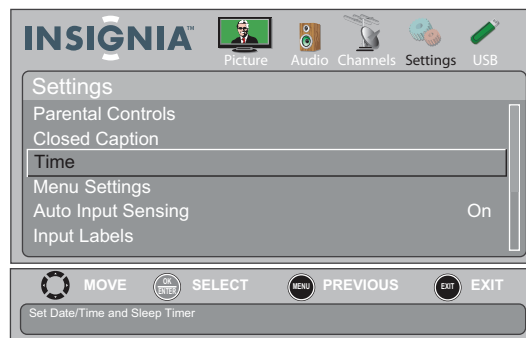 INSIGNIA™
Picture Audio Channels Settings USB
Settings
Parental Controls
Closed Caption
Time
Menu Settings
Auto Input Sensing On
Input Labels
MOVE OK ENTER SELECT MENU PREVIOUS EXIT EXIT
Set Date/Time and Sleep Timer